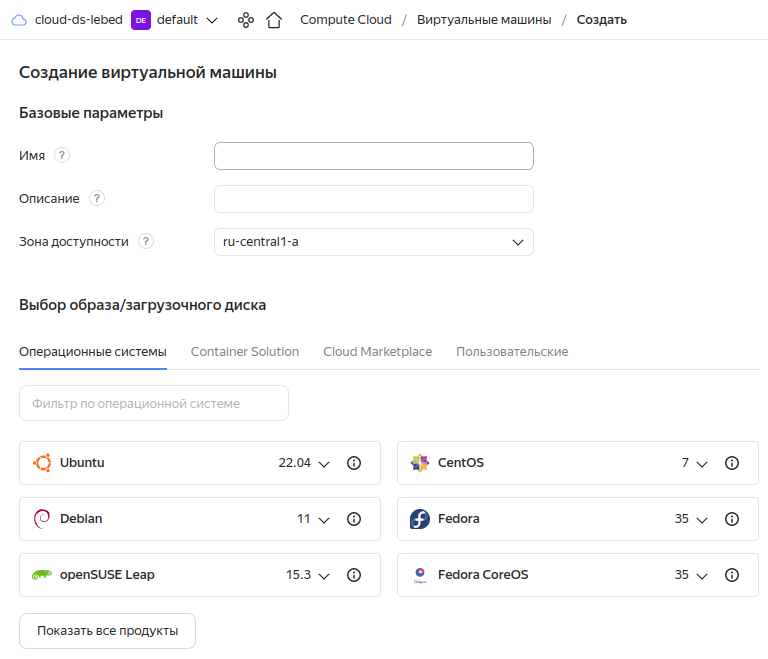 cloud-ds-lebed DE default Compute Cloud / Виртуальные машины / Создать
Создание виртуальной машины
Базовые параметры
Имя ?
Описание ?
Зона доступности ? ru-central1-a
Выбор образа/загрузочного диска
Операционные системы Container Solution Cloud Marketplace Пользовательские
Фильтр по операционной системе
Ubuntu 22.04 CentOS 7
Debian 11 Fedora 35
openSUSE Leap 15.3 Fedora CoreOS 35
Показать все продукты